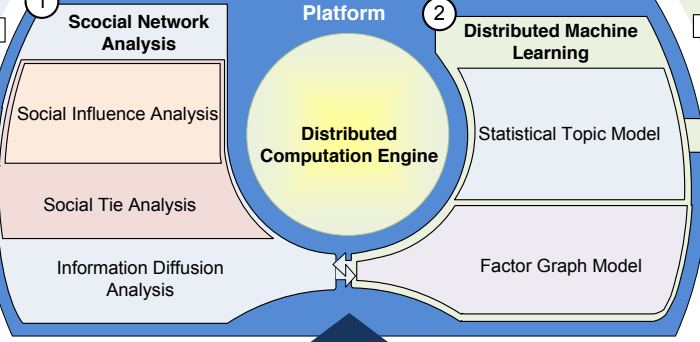 1
Scocial Network
Analysis
Social Influence Analysis
Social Tie Analysis
Information Diffusion
Analysis
Platform
Distributed
Computation Engine
2
Distributed Machine
Learning
Statistical Topic Model
Factor Graph Model